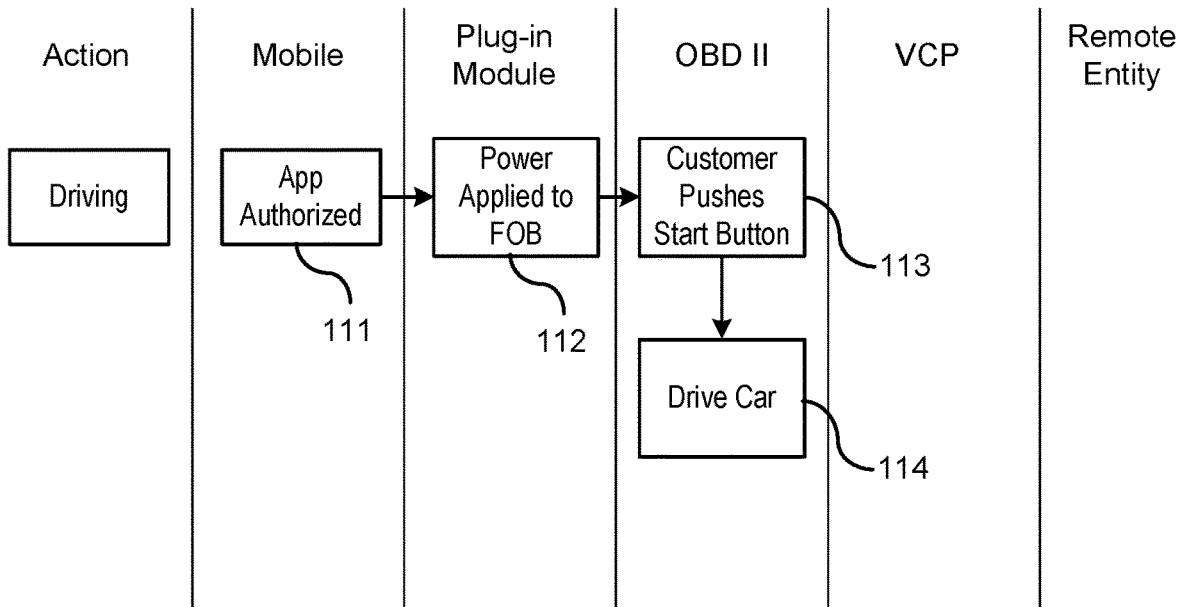 Action
Mobile
Plug-in
Module
OBD II
VCP
Remote
Entity
Driving
App
Authorized
Power
Applied to
FOB
Customer
Pushes
Start Button
113
111
112
Drive Car
114